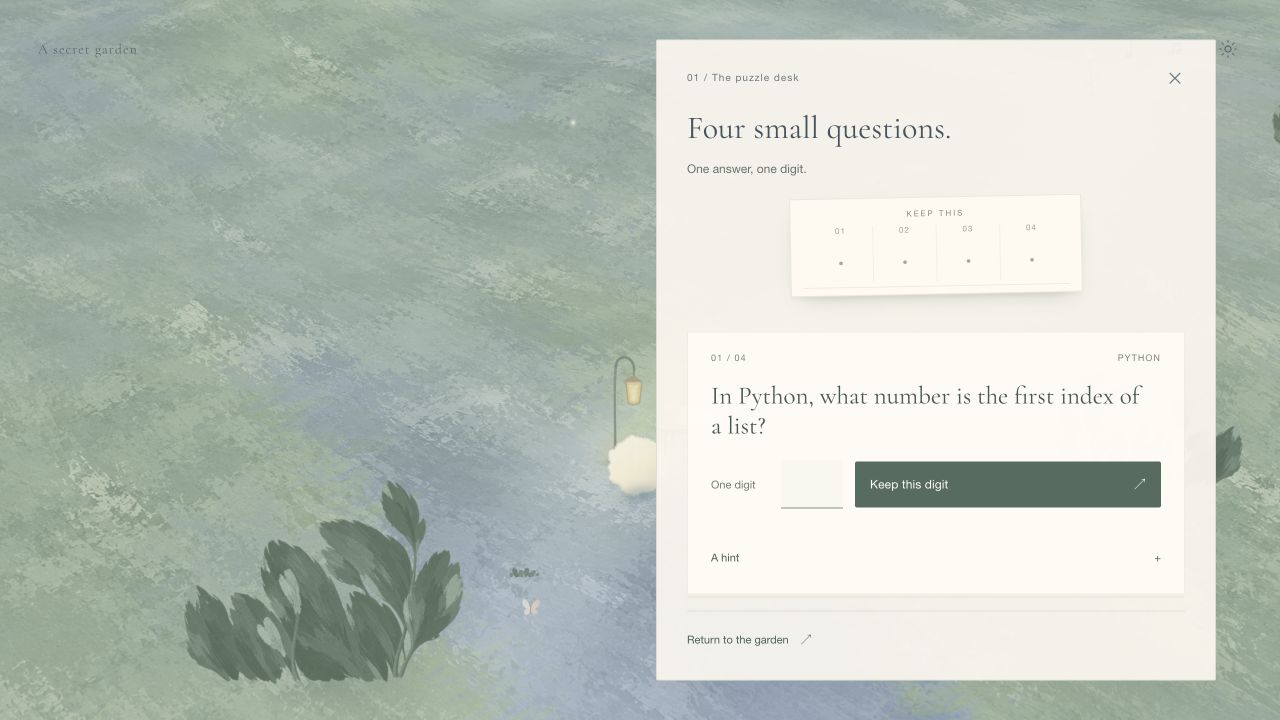 A secret garden
01 / The puzzle desk
Four small questions.
One answer, one digit.
KEEP THIS
01 02 03 04
01 / 04 PYTHON
In Python, what number is the first index of
a list?
One digit
Keep this digit ↗
A hint +
Return to the garden ↗